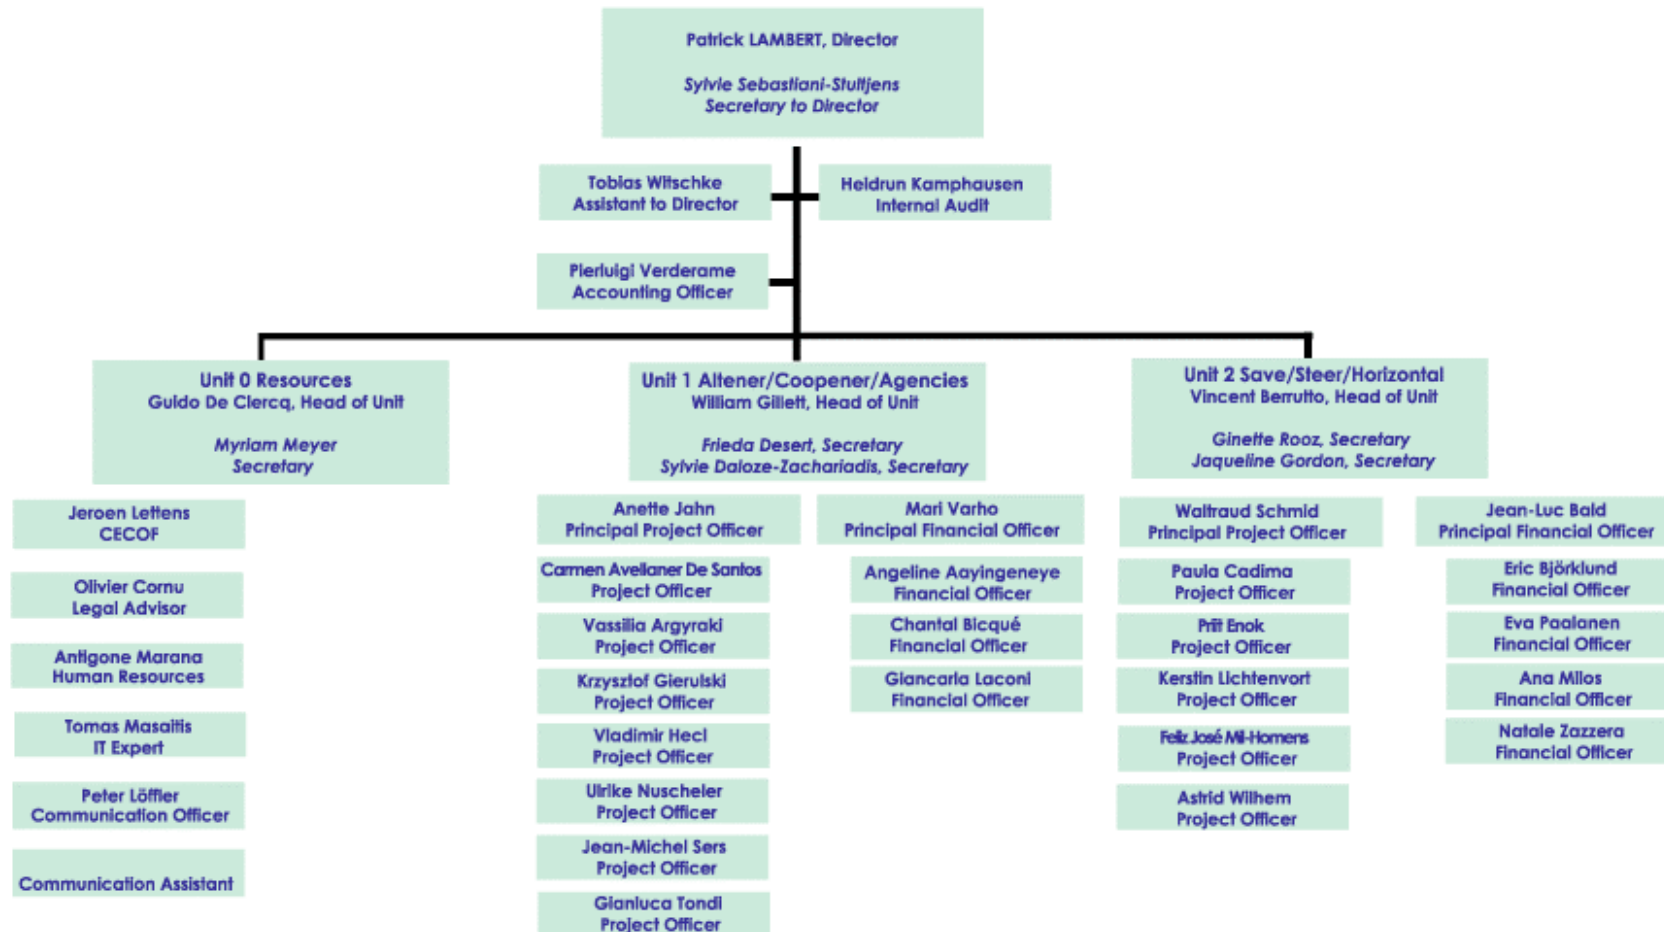 Patrick LAMBERT, Director
Sylvie Sebastiani-Stultjens
Secretary to Director
Tobias Witschke
Assistant to Director
Heidrun Kamphausen
Internal Audit
Pierluigi Verderame
Accounting Officer
Unit 0 Resources
Guido De Clercq, Head of Unit
Myriam Meyer
Secretary
Unit 1 Altener/Coopener/Agencies
William Gillett, Head of Unit
Frieda Desert, Secretary
Sylvie Daloze-Zachariadis, Secretary
Unit 2 Save/Steer/Horizontal
Vincent Berrutto, Head of Unit
Ginette Rooz, Secretary
Jaqueline Gordon, Secretary
Jeroen Lettens
CECOF
Olivier Cornu
Legal Advisor
Antigone Marana
Human Resources
Tomas Masaitis
IT Expert
Peter Löffler
Communication Officer
Communication Assistant
Anette Jahn
Principal Project Officer
Carmen Avellaner De Santos
Project Officer
Vassilia Argyraki
Project Officer
Krzysztof Gierulski
Project Officer
Vladimir Hecl
Project Officer
Ulrike Nuscheler
Project Officer
Jean-Michel Sers
Project Officer
Gianluca Tondi
Project Officer
Mari Varho
Principal Financial Officer
Angeline Aayingeneye
Financial Officer
Chantal Bicqué
Financial Officer
Giancarla Laconi
Financial Officer
Waltraud Schmid
Principal Project Officer
Paula Cadima
Project Officer
Priit Enok
Project Officer
Kerstin Lichtenvort
Project Officer
Feliz José Mil-Homens
Project Officer
Astrid Wilhem
Project Officer
Jean-Luc Bald
Principal Financial Officer
Eric Björklund
Financial Officer
Eva Paalanen
Financial Officer
Ana Milos
Financial Officer
Natale Zazzera
Financial Officer